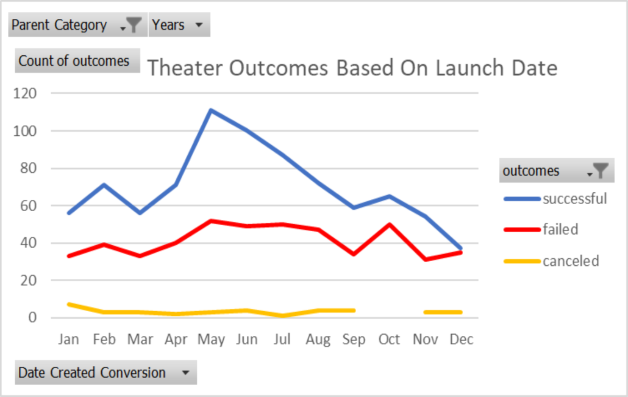 Parent Category Years
Count of outcomes
Theater Outcomes Based On Launch Date
120
100
80
60
40
20
0
Jan Feb Mar Apr May Jun Jul Aug Sep Oct Nov Dec
outcomes
successful
failed
canceled
Date Created Conversion